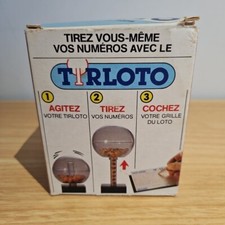 TIREZ VOUS-MÊME
VOS NUMÉROS AVEC LE
TIRLOTO
1 2 3
AGITEZ TIREZ COCHEZ
VOTRE TIRLOTO VOS NUMÉROS VOTRE GRILLE
DU LOTO